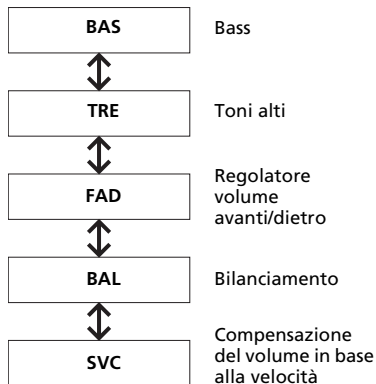 BAS Bass
TRE Toni alti
FAD Regolatore
volume
avanti/dietro
BAL Bilanciamento
SVC Compensazione
del volume in base
alla velocità